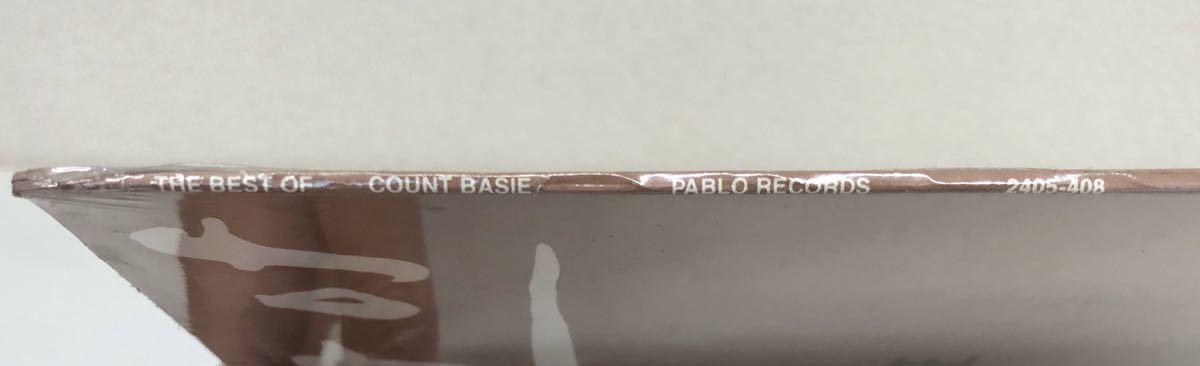 THE BEST OF COUNT BASIE PABLO RECORDS 2405-408